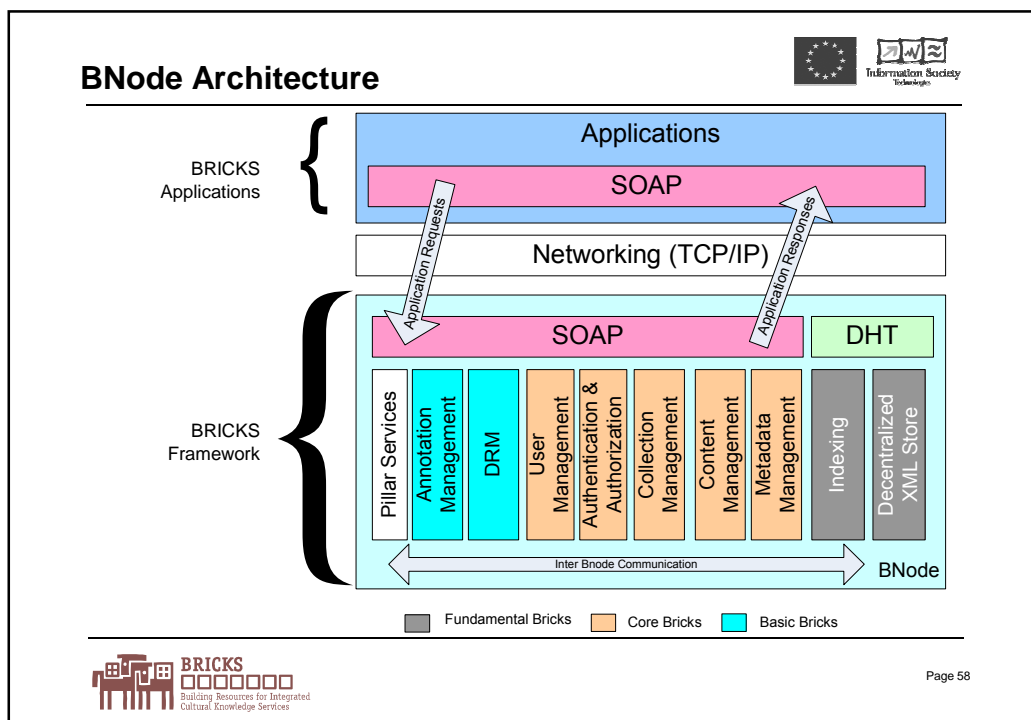 BNode Architecture
Information Society
Technologies
BRICKS
Applications
Applications
SOAP
Application Requests
Application Responses
Networking (TCP/IP)
BRICKS
Framework
SOAP
DHT
Pillar Services
Annotation
Management
DRM
User
Management
Authentication &
Authorization
Collection
Management
Content
Management
Metadata
Management
Indexing
Decentralized
XML Store
Inter Bnode Communication
BNode
Fundamental Bricks
Core Bricks
Basic Bricks
BRICKS
Building Resources for Integrated
Cultural Knowledge Services
Page 58